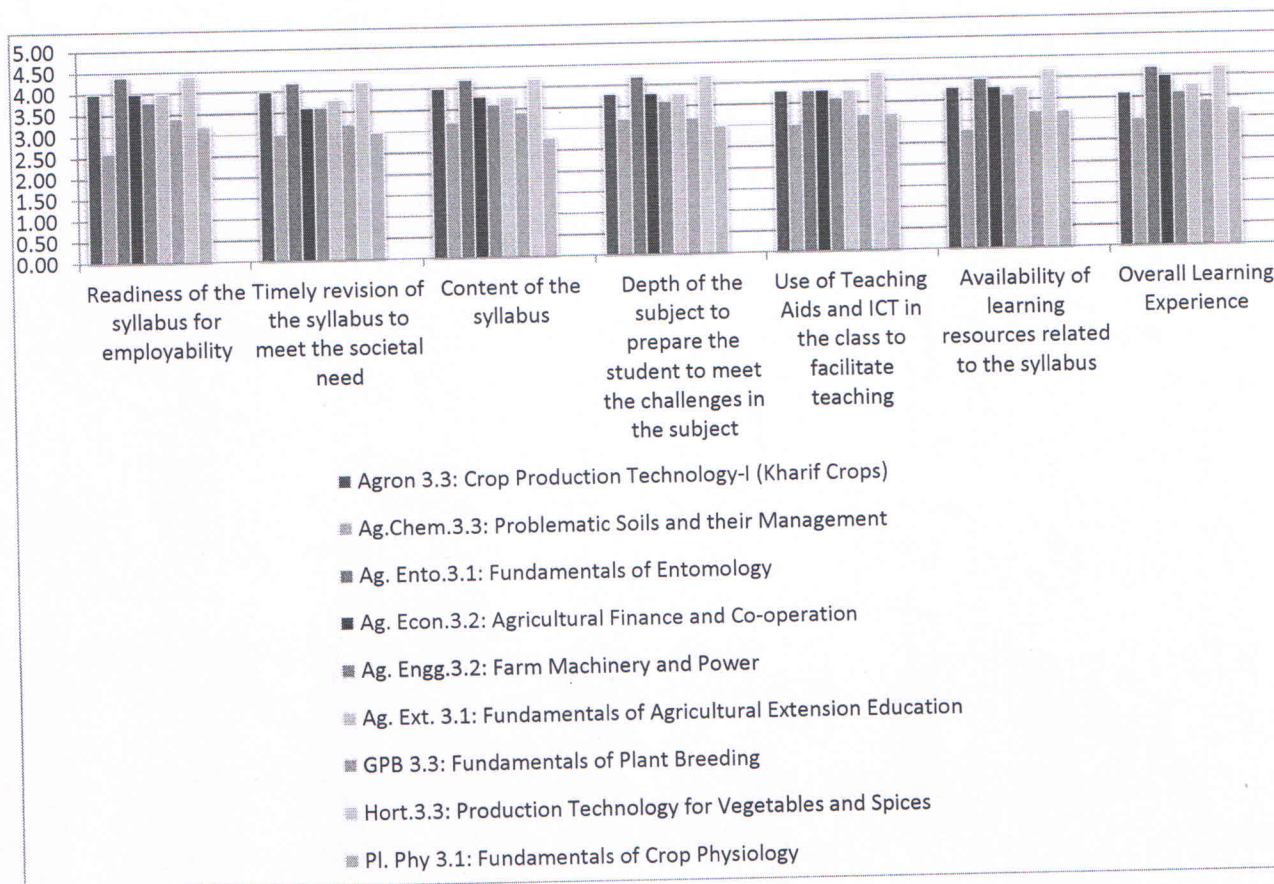 5.00
4.50
4.00
3.50
3.00
2.50
2.00
1.50
1.00
0.50
0.00
Readiness of the
syllabus for
employability
Timely revision of
the syllabus to
meet the societal
need
Content of the
syllabus
Depth of the
subject to
prepare the
student to meet
the challenges in
the subject
Use of Teaching
Aids and ICT in
the class to
facilitate
teaching
Availability of
learning
resources related
to the syllabus
Overall Learning
Experience
Agron 3.3: Crop Production Technology-I (Kharif Crops)
Ag.Chem.3.3: Problematic Soils and their Management
Ag. Ento.3.1: Fundamentals of Entomology
Ag. Econ.3.2: Agricultural Finance and Co-operation
Ag. Engg.3.2: Farm Machinery and Power
Ag. Ext. 3.1: Fundamentals of Agricultural Extension Education
GPB 3.3: Fundamentals of Plant Breeding
Hort.3.3: Production Technology for Vegetables and Spices
Pl. Phy 3.1: Fundamentals of Crop Physiology